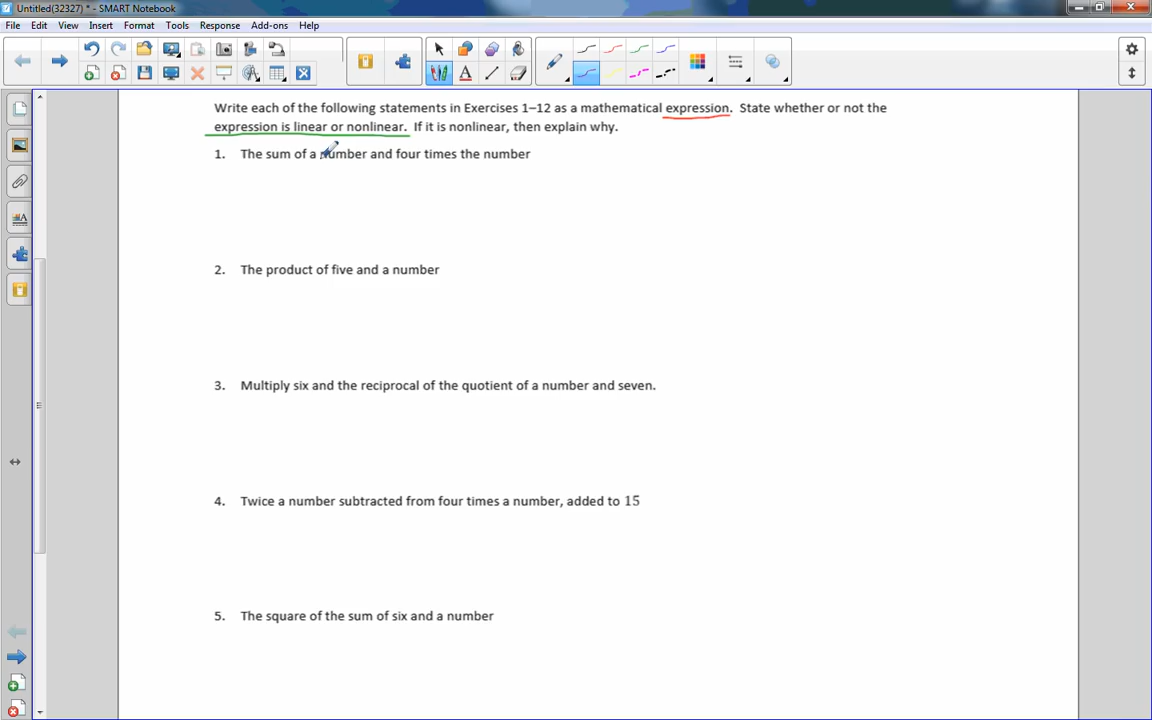 Untitled(32327) * - SMART Notebook
File Edit View Insert Format Tools Response Add-ons Help
Write each of the following statements in Exercises 1–12 as a mathematical expression. State whether or not the
expression is linear or nonlinear. If it is nonlinear, then explain why.
1. The sum of a number and four times the number
2. The product of five and a number
3. Multiply six and the reciprocal of the quotient of a number and seven.
4. Twice a number subtracted from four times a number, added to 15
5. The square of the sum of six and a number